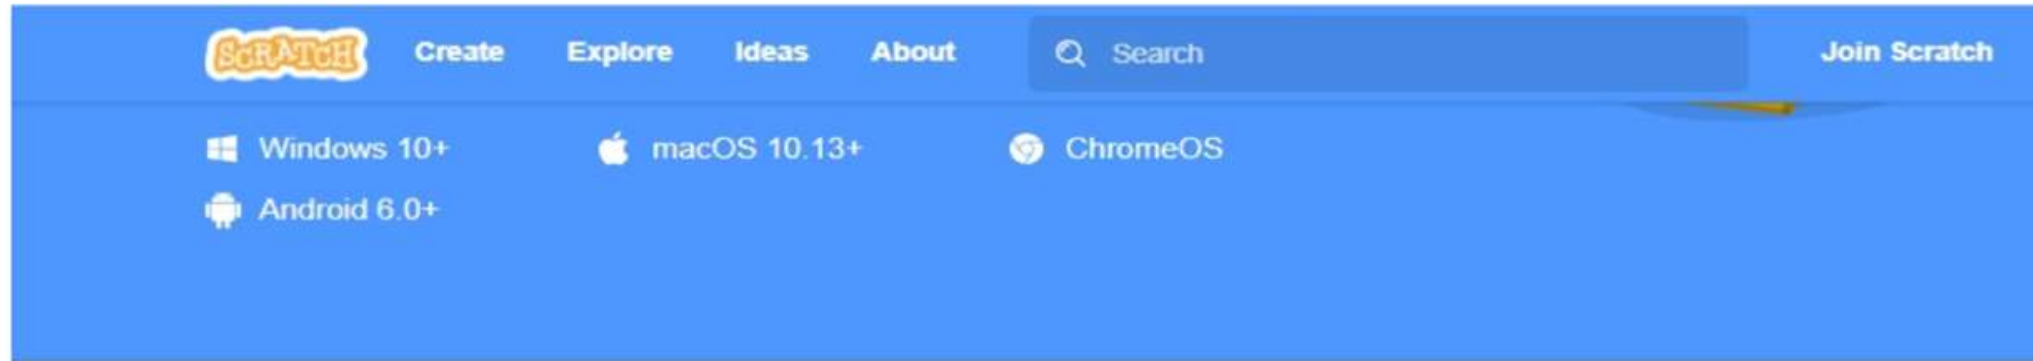 SCRATCH Create Explore Ideas About Search Join Scratch
Windows 10+ macOS 10.13+ ChromeOS
Android 6.0+